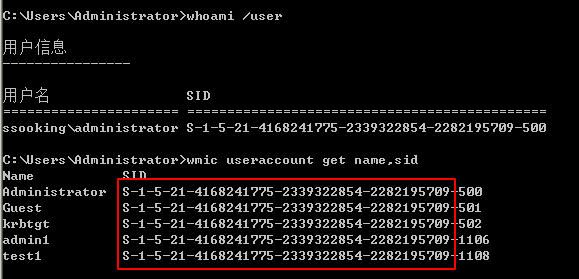 C:\Users\Administrator>whoami /user
用户信息
----------------
用户名 SID
====================== =============================================
ssooking\administrator S-1-5-21-4168241775-2339322854-2282195709-500
C:\Users\Administrator>wmic useraccount get name,sid
Name SID
Administrator S-1-5-21-4168241775-2339322854-2282195709-500
Guest S-1-5-21-4168241775-2339322854-2282195709-501
krbtgt S-1-5-21-4168241775-2339322854-2282195709-502
admin1 S-1-5-21-4168241775-2339322854-2282195709-1106
test1 S-1-5-21-4168241775-2339322854-2282195709-1108